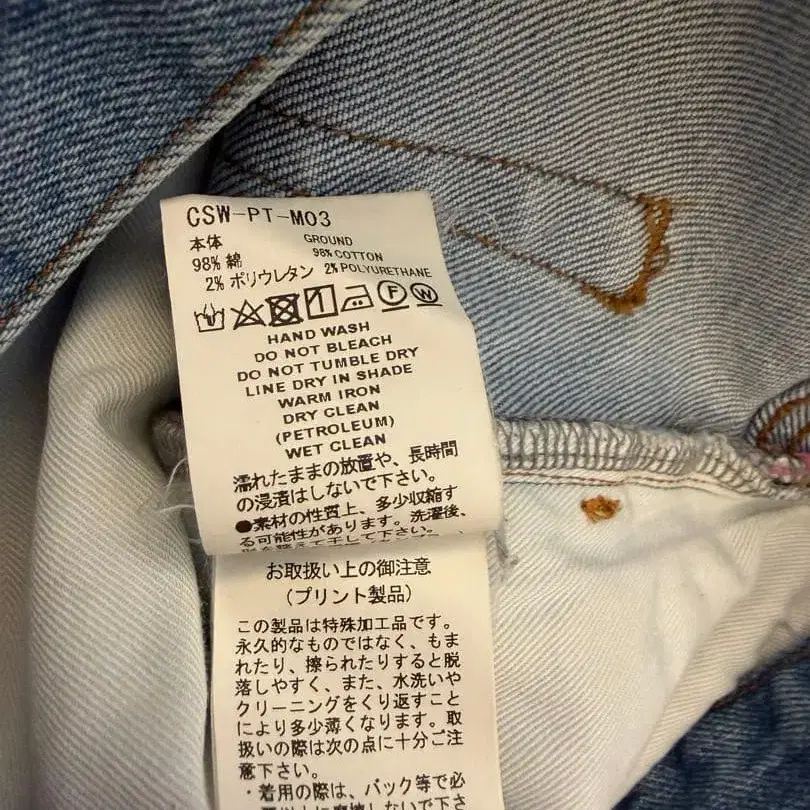 CSW-PT-M03
本体 GROUND
98% 綿 98% COTTON
2% ポリウレタン 2% POLYURETHANE
F W
HAND WASH
DO NOT BLEACH
DO NOT TUMBLE DRY
LINE DRY IN SHADE
WARM IRON
DRY CLEAN
(PETROLEUM)
WET CLEAN
濡れたままの放置や、長時間
の浸漬はしないで下さい。
●素材の性質上、多少収縮す
る可能性があります。洗濯後、
お取扱い上の御注意
(プリント製品)
この製品は特殊加工品です。
永久的なものではなく、もま
れたり、擦られたりすると脱
落しやすく、また、水洗いや
クリーニングをくり返すこと
により多少薄くなります。取
扱いの際は次の点に十分ご注
意下さい。
・着用の際は、バック等で必